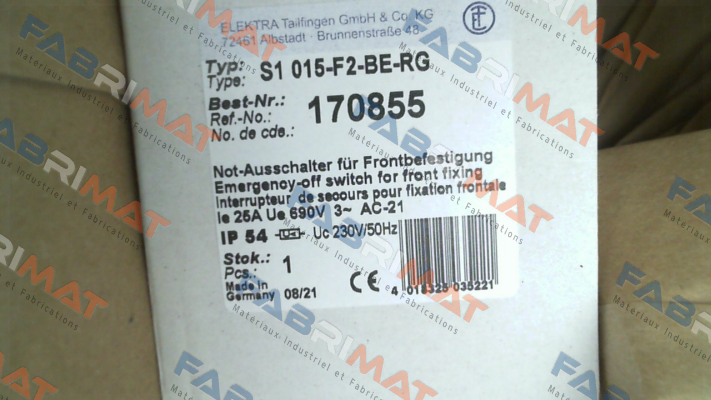 ELEKTRA Tailfingen GmbH & Co. KG
72461 Albstadt · Brunnenstraße 48
Typ: S1 015-F2-BE-RG
Type:
Best-Nr.: 170855
Ref.-No.:
No. de cde.:
Not-Ausschalter für Frontbefestigung
Emergency-off switch for front fixing
Interrupteur de secours pour fixation frontale
Ie 25A Ue 690V 3~ AC-21
IP 54 Uc 230V/50Hz
Stck.: 1
Pcs.:
Made in
Germany 08/21
CE
4 018325 035221
FABRIMAT
Materiaux Industriel et Fabrications